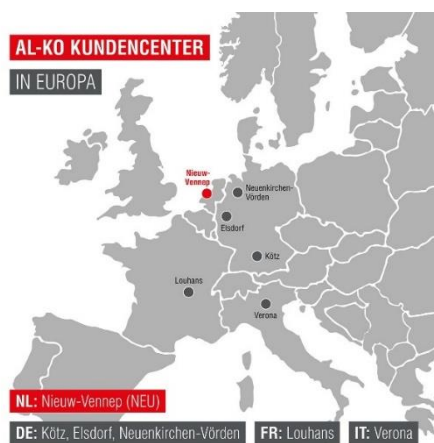 AL-KO KUNDENCENTER
IN EUROPA
Nieuw-
Vennep
Neuenkirchen-
Vörden
Elsdorf
Kötz
Louhans
Verona
NL: Nieuw-Vennep (NEU)
DE: Kötz, Elsdorf, Neuenkirchen-Vörden
FR: Louhans
IT: Verona